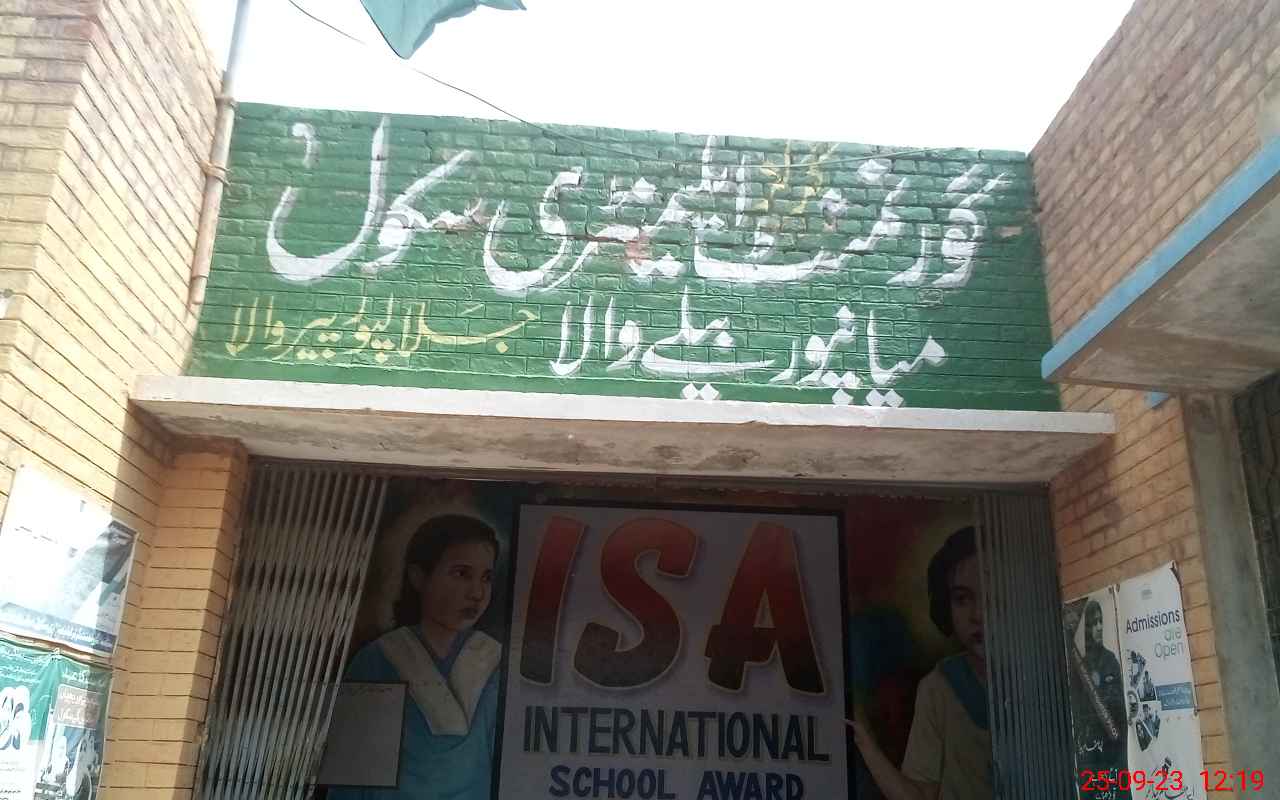 گورنمنٹ گرلز ایلیمنٹری سکول
میانپور بیلے والا جلالپور پیروالا
ISA
INTERNATIONAL
SCHOOL AWARD
Admissions
are
Open
25-09-23 12:19